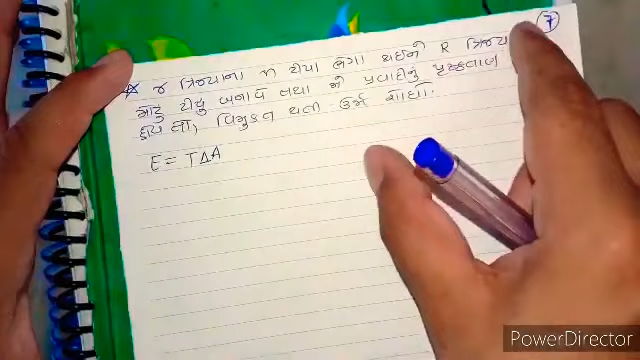 * r ત્રિજ્યાના n ટીપા ભેગા થઈને R ત્રિજ્યા
મોટુ ટીપુ બનાવે તથા જો પ્રવાહીનુ પૃષ્ઠતાણ
હોય તો, વિમુક્ત થતી ઉર્જા શોધો.
E = TΔA
7
PowerDirector